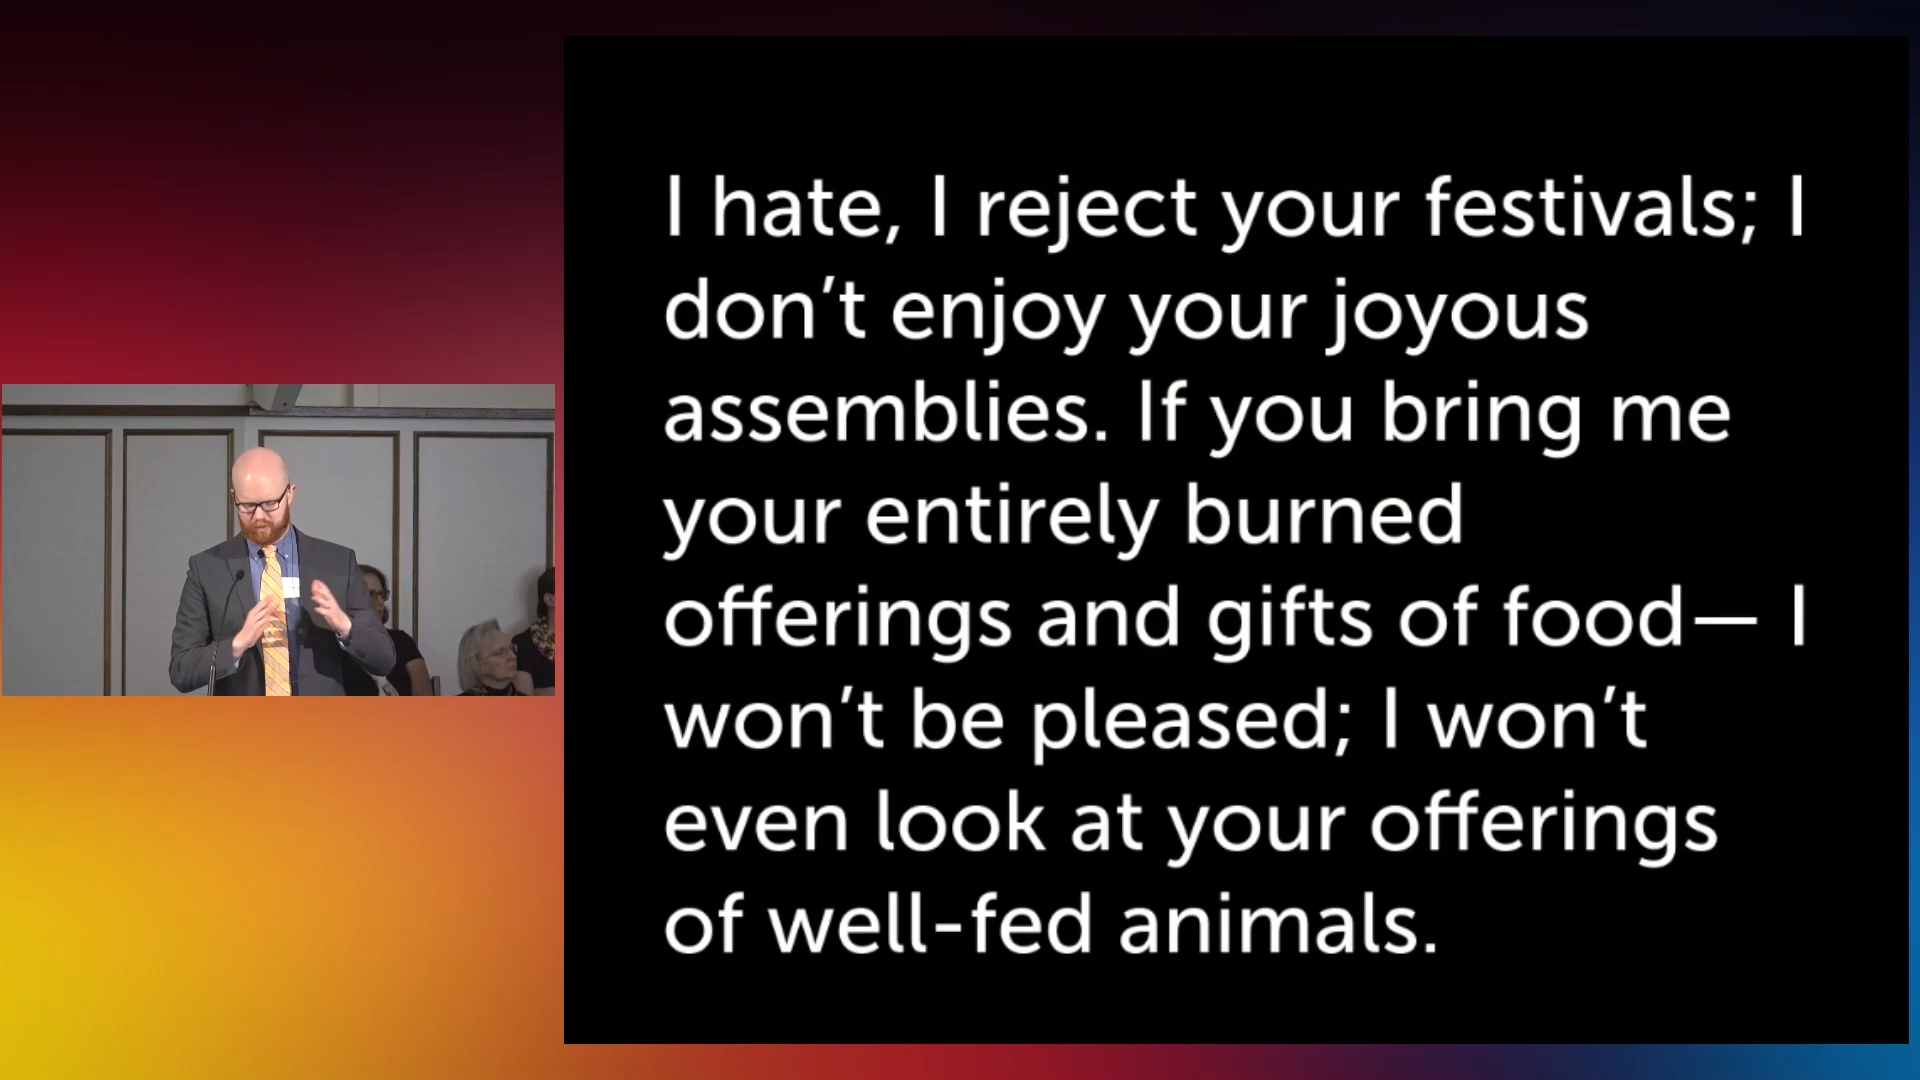 I hate, I reject your festivals; I
don’t enjoy your joyous
assemblies. If you bring me
your entirely burned
offerings and gifts of food— I
won’t be pleased; I won’t
even look at your offerings
of well-fed animals.